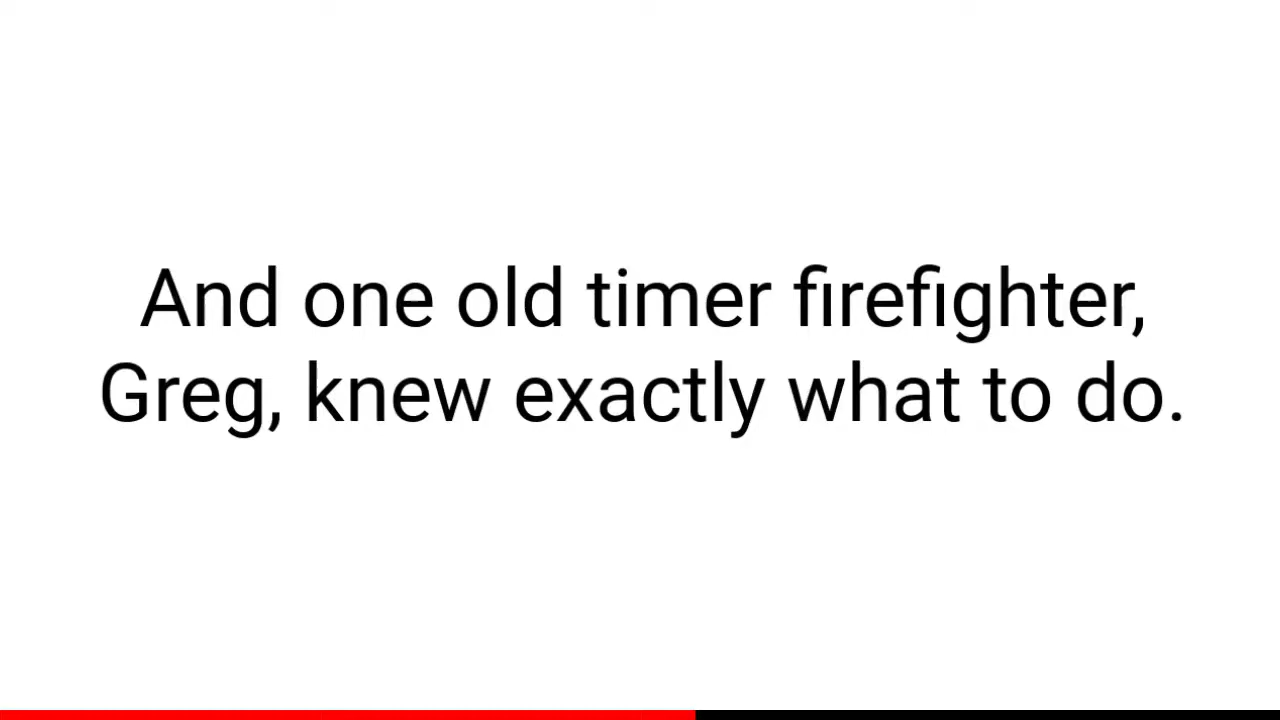 And one old timer firefighter,
Greg, knew exactly what to do.